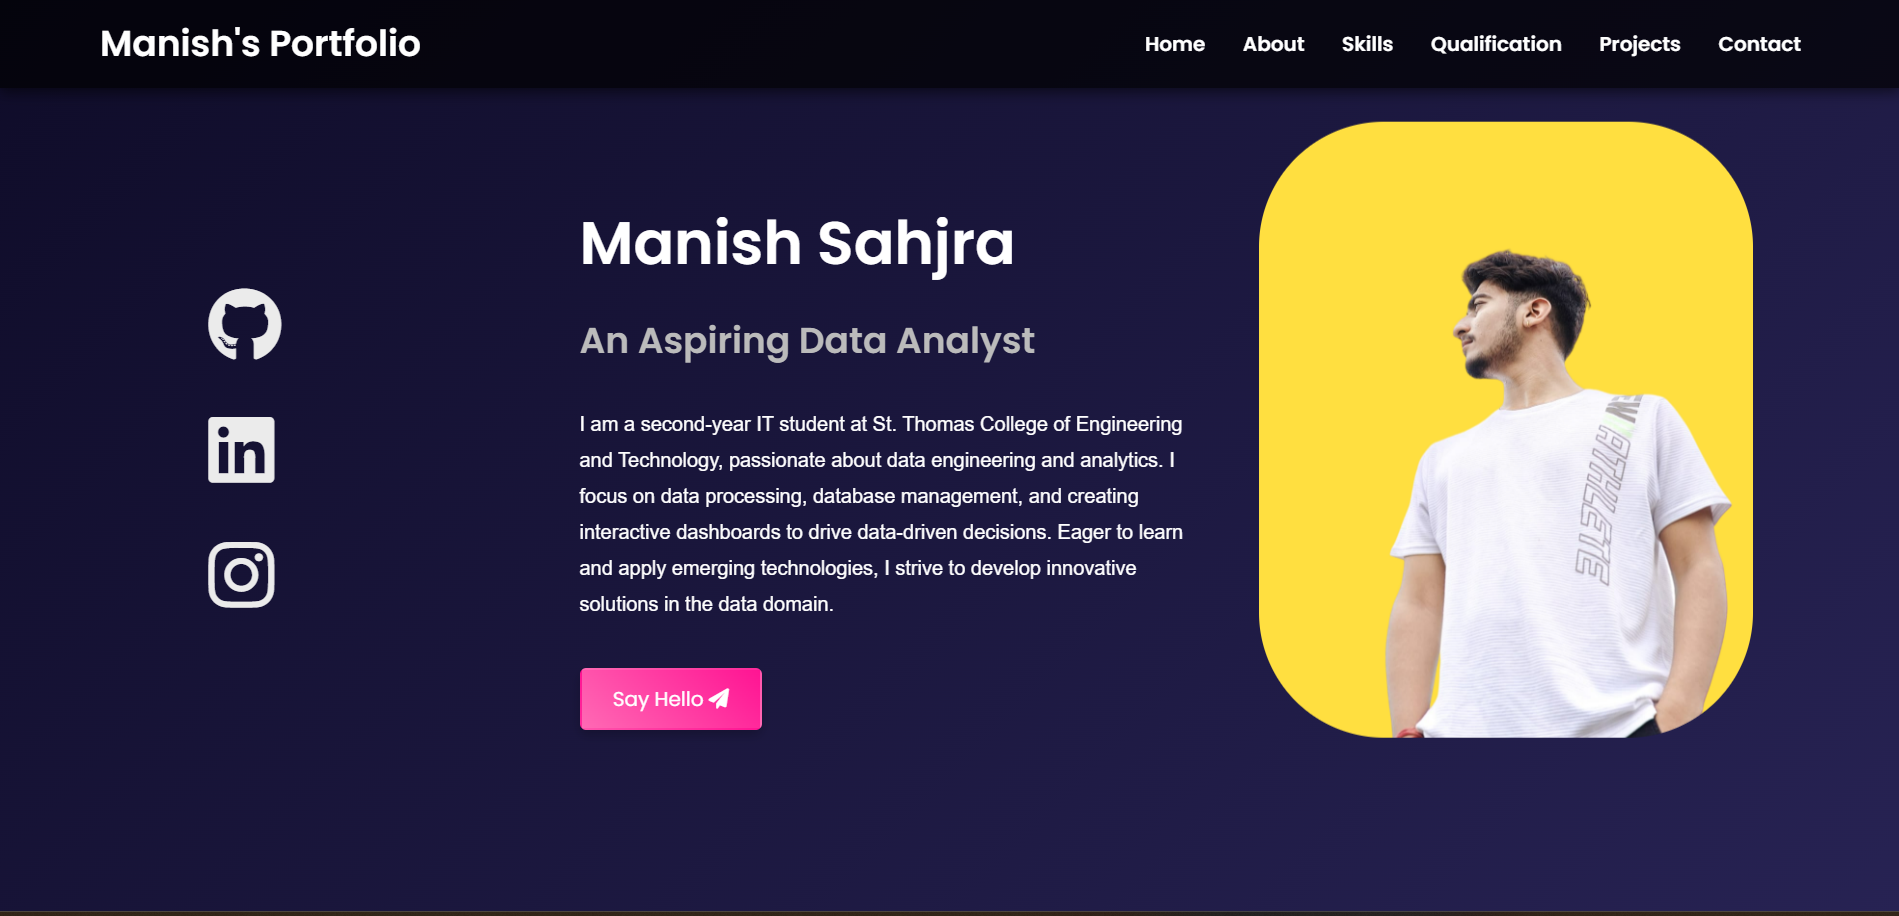 Manish's Portfolio
Home About Skills Qualification Projects Contact
Manish Sahjra
An Aspiring Data Analyst
I am a second-year IT student at St. Thomas College of Engineering
and Technology, passionate about data engineering and analytics. I
focus on data processing, database management, and creating
interactive dashboards to drive data-driven decisions. Eager to learn
and apply emerging technologies, I strive to develop innovative
solutions in the data domain.
Say Hello
in
ATHLETE